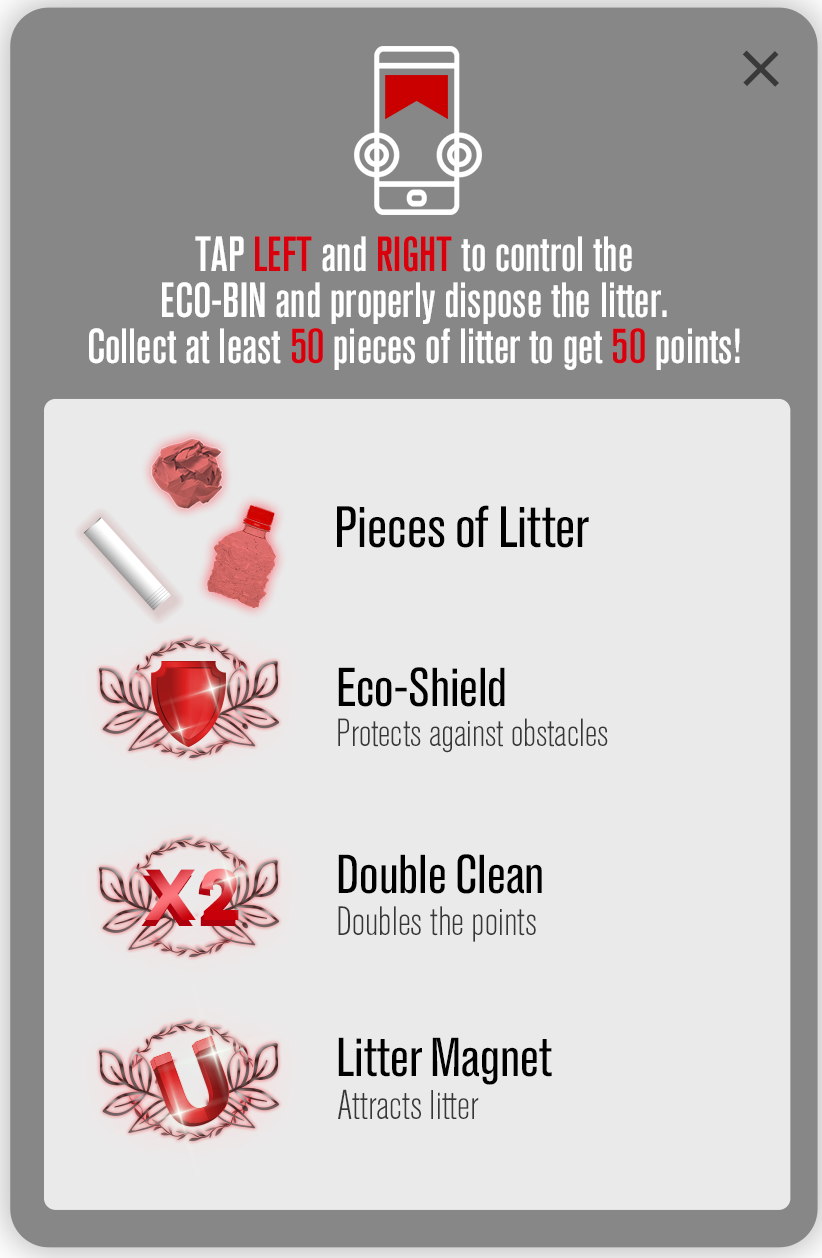 TAP LEFT and RIGHT to control the
ECO-BIN and properly dispose the litter.
Collect at least 50 pieces of litter to get 50 points!
Pieces of Litter
Eco-Shield
Protects against obstacles
X2
Double Clean
Doubles the points
Litter Magnet
Attracts litter